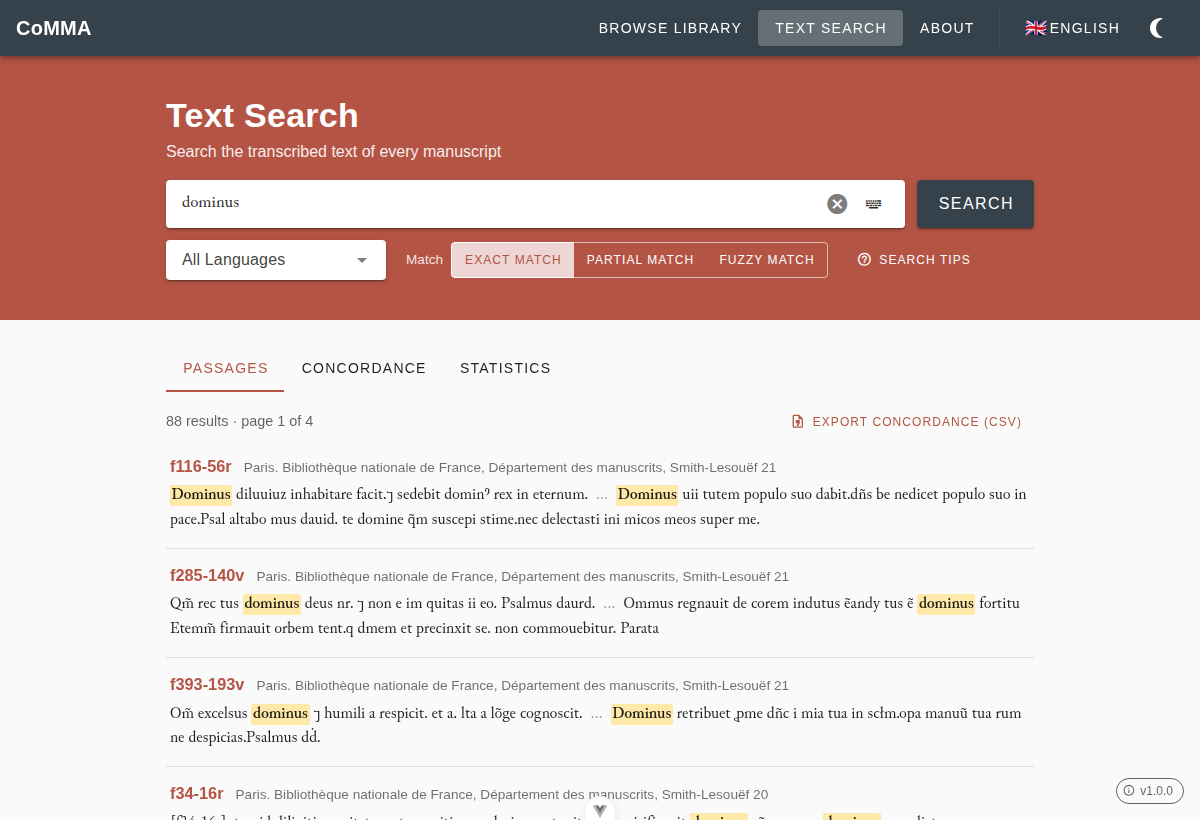 CoMMA
BROWSE LIBRARY
TEXT SEARCH
ABOUT
ENGLISH
Text Search
Search the transcribed text of every manuscript
dominus
SEARCH
All Languages
Match
EXACT MATCH
PARTIAL MATCH
FUZZY MATCH
SEARCH TIPS
PASSAGES
CONCORDANCE
STATISTICS
88 results · page 1 of 4
EXPORT CONCORDANCE (CSV)
f116-56r Paris. Bibliothèque nationale de France, Département des manuscrits, Smith-Lesouëf 21
Dominus diluuiuz inhabitare facit.⁊ sedebit dominꝰ rex in eternum. ... Dominus uii tutem populo suo dabit.dñs be nedicet populo suo in
pace.Psal altabo mus dauid. te domine q̃m suscepi stime.nec delectasti ini micos meos super me.
f285-140v Paris. Bibliothèque nationale de France, Département des manuscrits, Smith-Lesouëf 21
Qm̃ rec tus dominus deus nr. ⁊ non e im quitas ii eo. Psalmus daurd. ... Ommus regnauit de corem indutus ẽandy tus ẽ dominus fortitu
Etemm̃ firmauit orbem tent.q dmem et precinxit se. non commouebitur. Parata
f393-193v Paris. Bibliothèque nationale de France, Département des manuscrits, Smith-Lesouëf 21
Om̃ excelsus dominus ⁊ humili a respicit. et a. lta a lõge cognoscit. ... Dominus retribuet ꝓme dñc i mia tua in scłm.opa manuũ tua rum
ne despicias.Psalmus dḋ.
f34-16r Paris. Bibliothèque nationale de France, Département des manuscrits, Smith-Lesouëf 20
v1.0.0